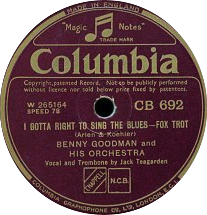 MADE IN ENGLAND
"Magic Notes"
TRADE MARK
Columbia
Copyright, patented Record. Not to be publicly performed
without licence nor sold below price fixed by patentees.
W 265164
SPEED 78
CB 692
I GOTTA RIGHT TO SING THE BLUES—FOX TROT
(Arlen & Koehler)
BENNY GOODMAN and
HIS ORCHESTRA
Vocal and Trombone by Jack Teagarden
CHAPPELL
N.C.B.
COLUMBIA GRAPHOPHONE CO. LTD. LONDON